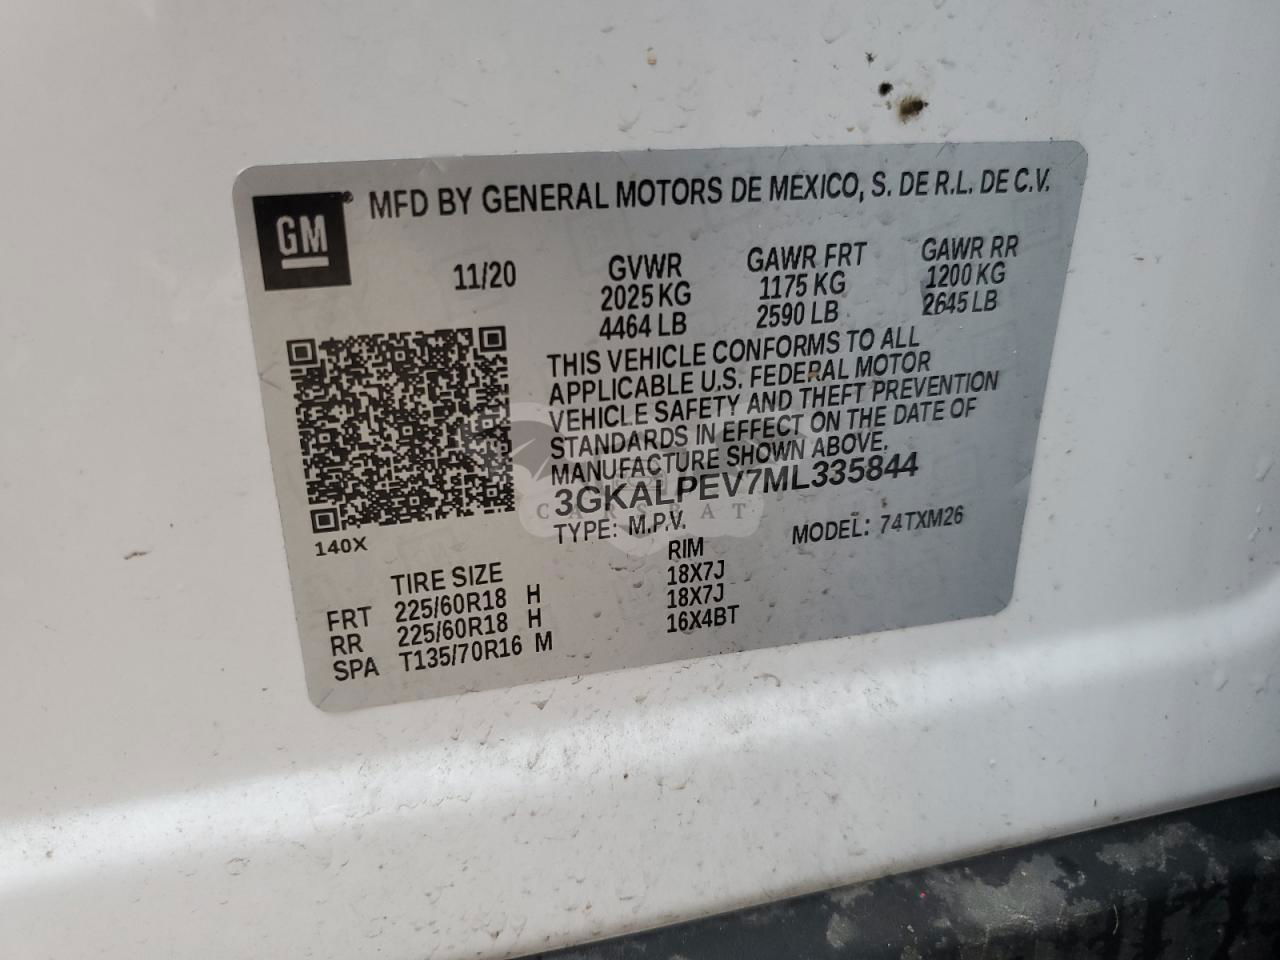 GM® MFD BY GENERAL MOTORS DE MEXICO, S. DE R.L. DE C.V.
11/20 GVWR GAWR FRT GAWR RR
2025 KG 1175 KG 1200 KG
4464 LB 2590 LB 2645 LB
THIS VEHICLE CONFORMS TO ALL
APPLICABLE U.S. FEDERAL MOTOR
VEHICLE SAFETY AND THEFT PREVENTION
STANDARDS IN EFFECT ON THE DATE OF
MANUFACTURE SHOWN ABOVE.
3GKALPEV7ML335844
CARSBAT
TYPE: M.P.V. MODEL: 74TXM26
140X
TIRE SIZE RIM
FRT 225/60R18 H 18X7J
RR 225/60R18 H 18X7J
SPA T135/70R16 M 16X4BT